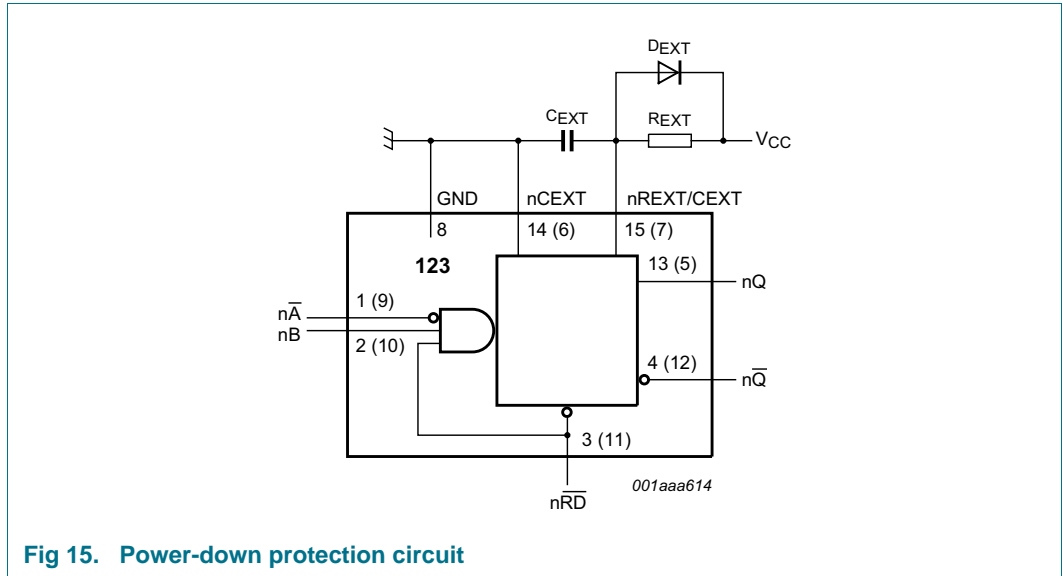 DEXT
CEXT
REXT
VCC
GND
nCEXT
nREXT/CEXT
8
14 (6)
15 (7)
123
13 (5)
nQ
1 (9)
nA̅
nB
2 (10)
4 (12)
nQ̅
3 (11)
001aaa614
nR̅D̅
Fig 15. Power-down protection circuit